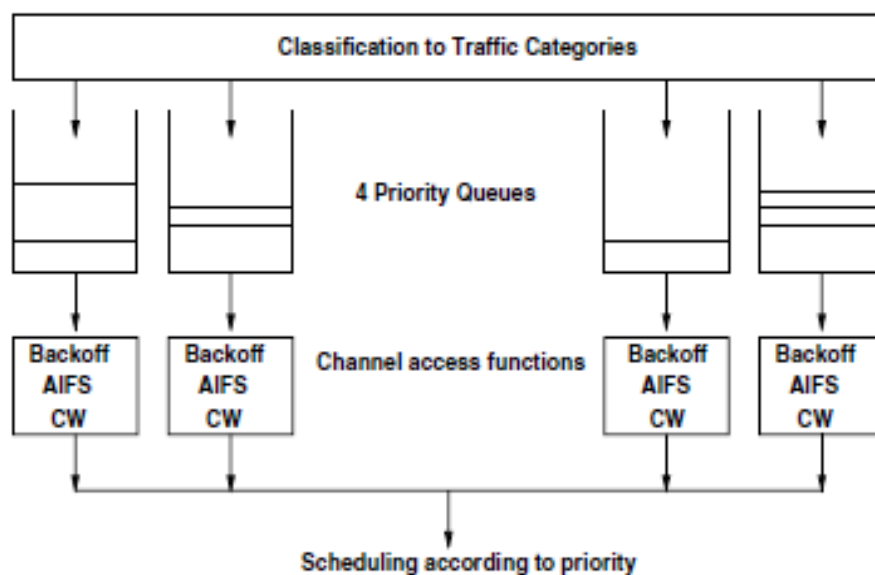 Classification to Traffic Categories
4 Priority Queues
Backoff
AIFS
CW
Backoff
AIFS
CW
Channel access functions
Backoff
AIFS
CW
Backoff
AIFS
CW
Scheduling according to priority